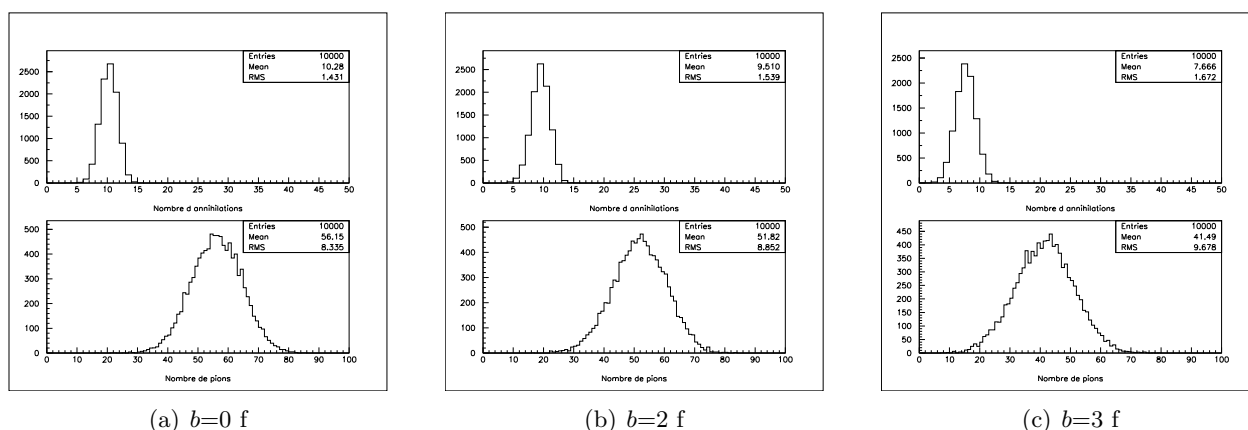 Entries 10000
Mean 10.28
RMS 1.431
2500
2000
1500
1000
500
0
0 5 10 15 20 25 30 35 40 45 50
Nombre d annihilations
Entries 10000
Mean 56.15
RMS 8.335
500
400
300
200
100
0
0 10 20 30 40 50 60 70 80 90 100
Nombre de pions
(a) b=0 f
Entries 10000
Mean 9.510
RMS 1.539
2500
2000
1500
1000
500
0
0 5 10 15 20 25 30 35 40 45 50
Nombre d annihilations
Entries 10000
Mean 51.82
RMS 8.852
500
400
300
200
100
0
0 10 20 30 40 50 60 70 80 90 100
Nombre de pions
(b) b=2 f
Entries 10000
Mean 7.666
RMS 1.672
2500
2000
1500
1000
500
0
0 5 10 15 20 25 30 35 40 45 50
Nombre d annihilations
Entries 10000
Mean 41.49
RMS 9.678
450
400
350
300
250
200
150
100
50
0
0 10 20 30 40 50 60 70 80 90 100
Nombre de pions
(c) b=3 f